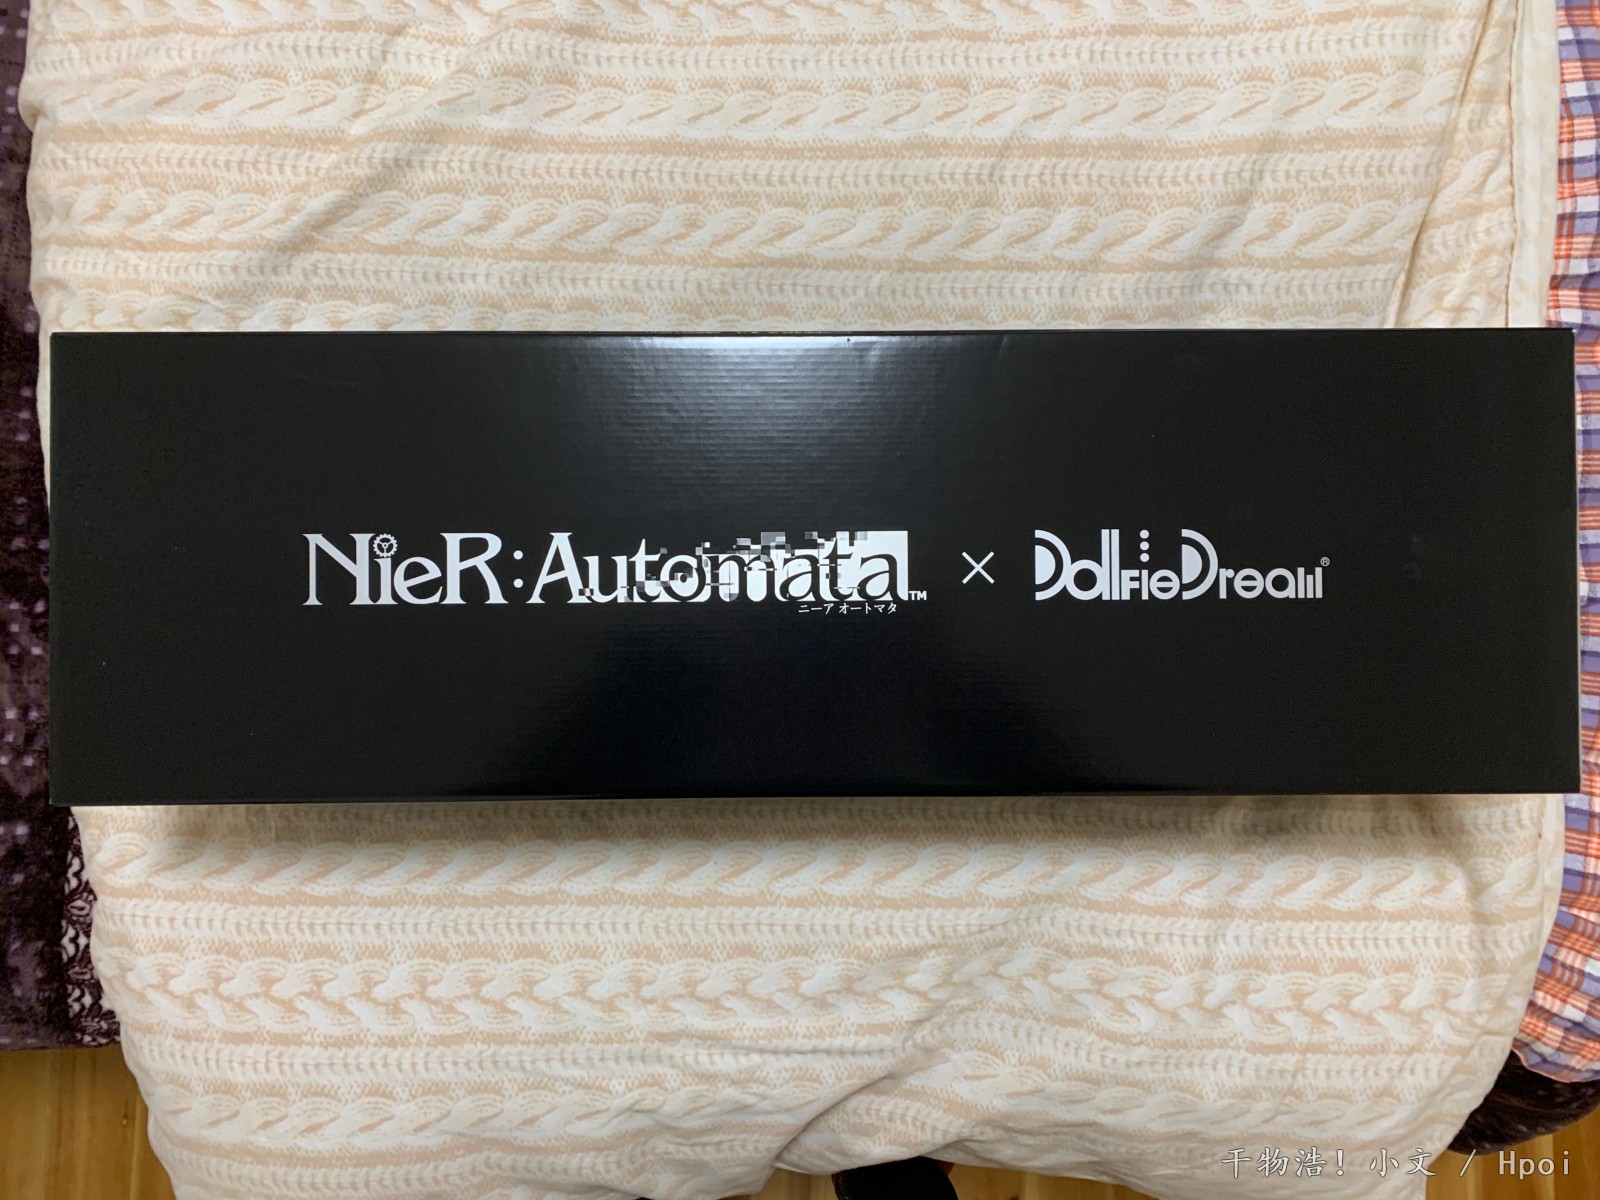 NieR:Automata™ × DollfieDream®
ニーア オートマタ
干物浩！小文 / Hpoi